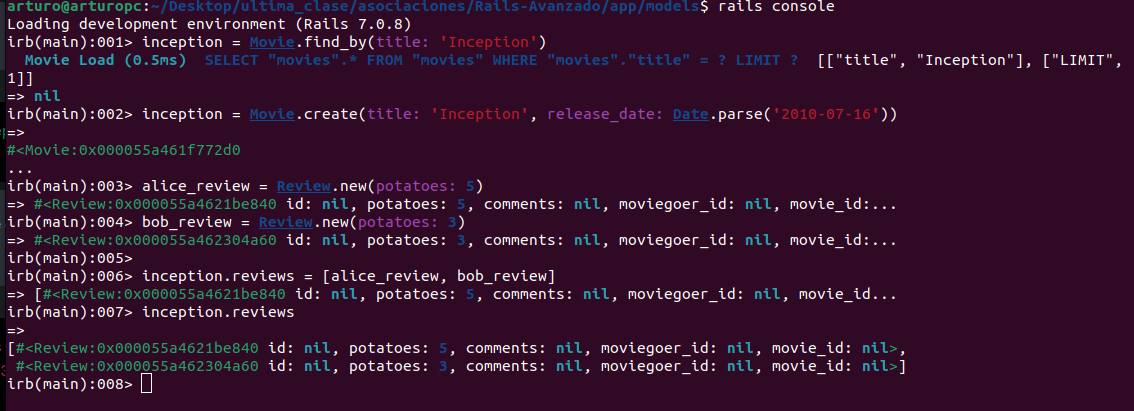 arturo@arturopc:~/Desktop/ultima_clase/asociaciones/Rails-Avanzado/app/models$ rails console
Loading development environment (Rails 7.0.8)
irb(main):001> inception = Movie.find_by(title: 'Inception')
  Movie Load (0.5ms)  SELECT "movies".* FROM "movies" WHERE "movies"."title" = ? LIMIT ?  [["title", "Inception"], ["LIMIT",
1]]
=> nil
irb(main):002> inception = Movie.create(title: 'Inception', release_date: Date.parse('2010-07-16'))
=>
#<Movie:0x000055a461f772d0
...
irb(main):003> alice_review = Review.new(potatoes: 5)
=> #<Review:0x000055a4621be840 id: nil, potatoes: 5, comments: nil, moviegoer_id: nil, movie_id:...
irb(main):004> bob_review = Review.new(potatoes: 3)
=> #<Review:0x000055a462304a60 id: nil, potatoes: 3, comments: nil, moviegoer_id: nil, movie_id:...
irb(main):005>
irb(main):006> inception.reviews = [alice_review, bob_review]
=> [#<Review:0x000055a4621be840 id: nil, potatoes: 5, comments: nil, moviegoer_id: nil, movie_id...
irb(main):007> inception.reviews
=>
[#<Review:0x000055a4621be840 id: nil, potatoes: 5, comments: nil, moviegoer_id: nil, movie_id: nil>,
 #<Review:0x000055a462304a60 id: nil, potatoes: 3, comments: nil, moviegoer_id: nil, movie_id: nil>]
irb(main):008>